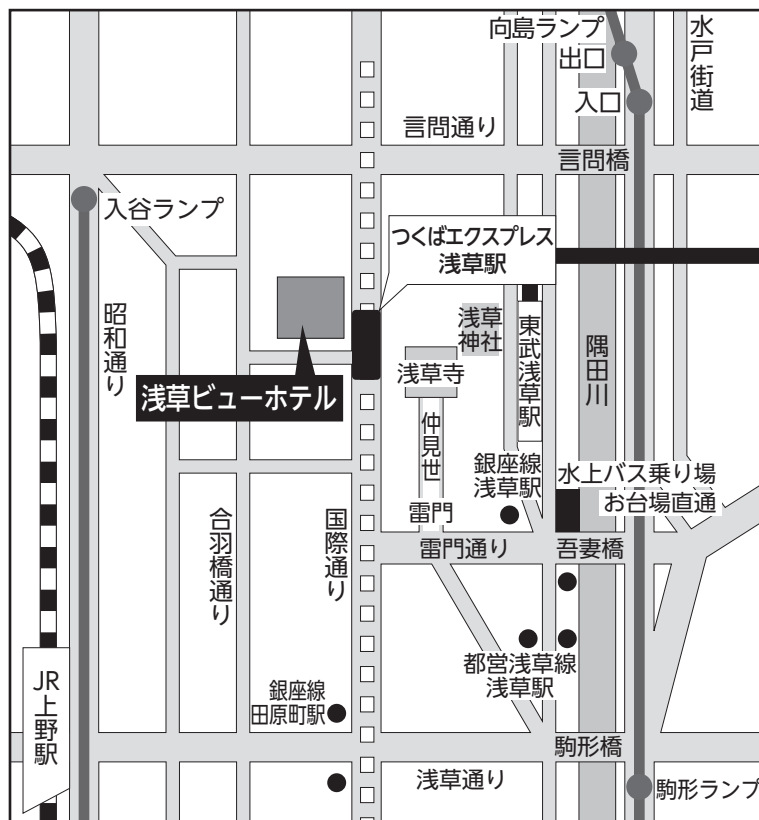 向島ランプ
出口
入口
水戸街道
言問通り
言問橋
入谷ランプ
つくばエクスプレス
浅草駅
昭和通り
浅草
神社
東武浅草駅
隅田川
浅草寺
浅草ビューホテル
仲見世
銀座線
浅草駅
水上バス乗り場
お台場直通
雷門
合羽橋通り
国際通り
雷門通り
吾妻橋
都営浅草線
浅草駅
JR上野駅
銀座線
田原町駅
駒形橋
浅草通り
駒形ランプ